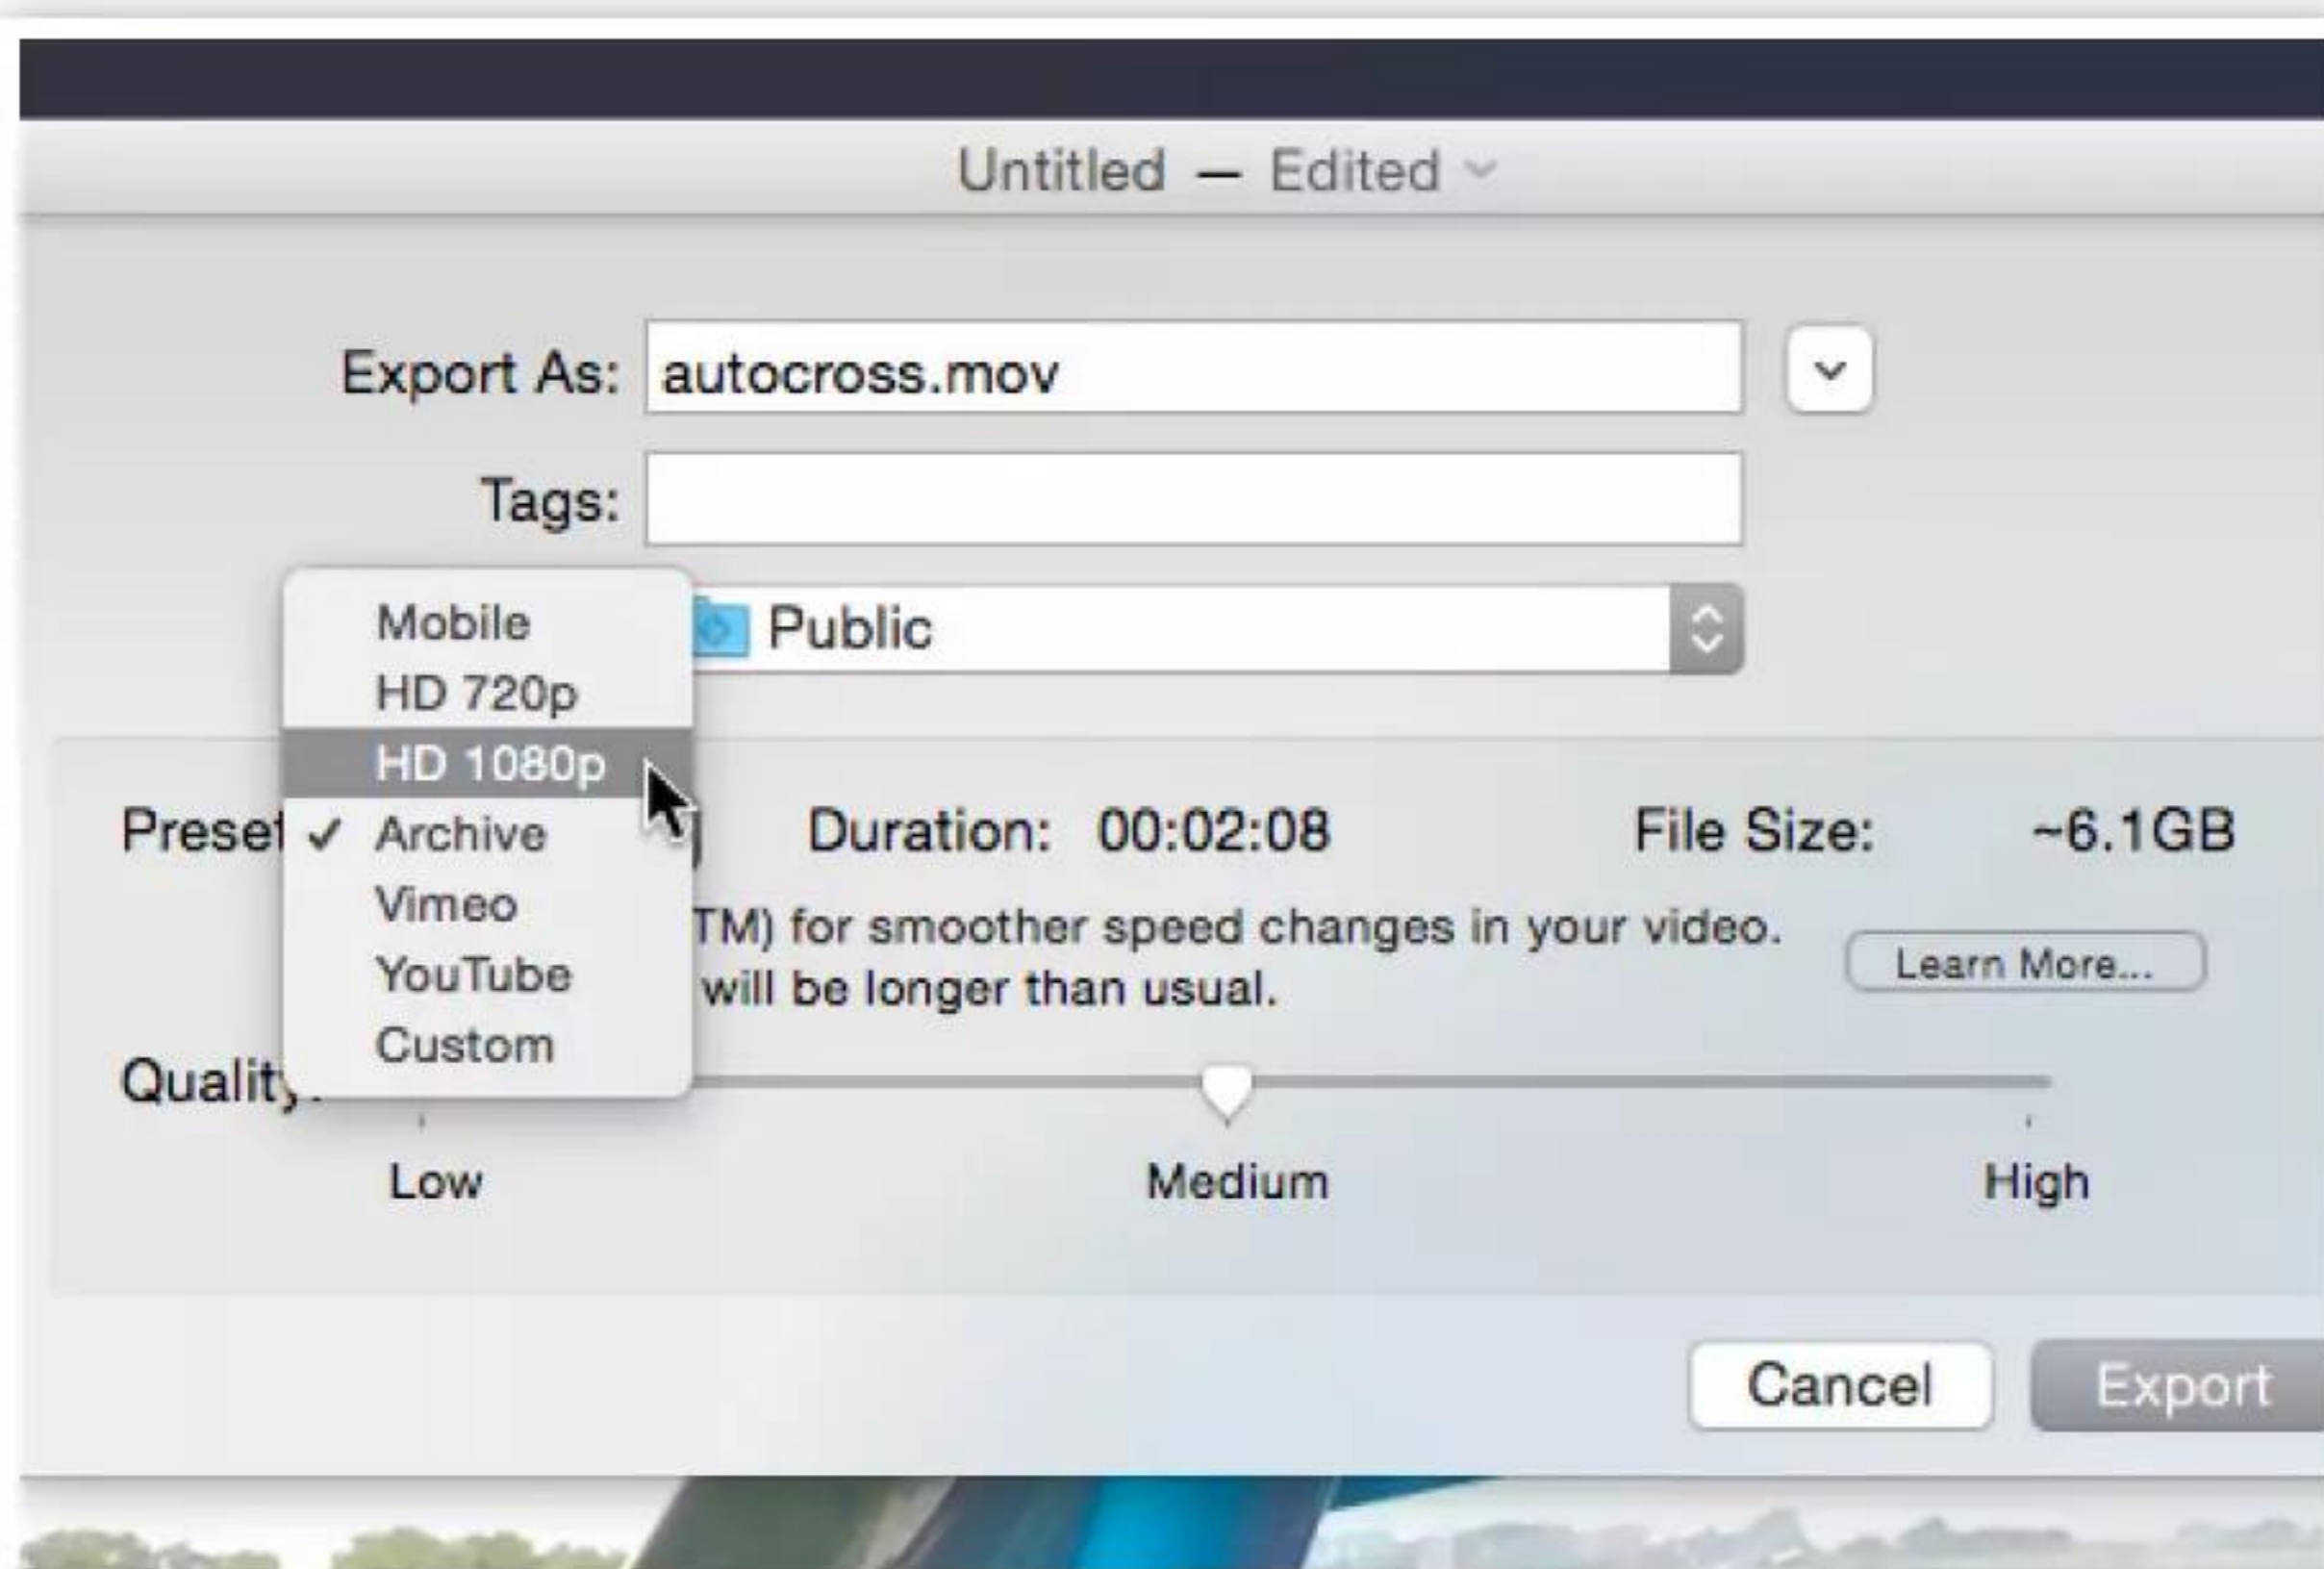 Untitled — Edited
Export As: autocross.mov
Tags:
Public
Mobile
HD 720p
HD 1080p
✓ Archive
Vimeo
YouTube
Custom
Preset
Duration: 00:02:08
File Size: ~6.1GB
TM) for smoother speed changes in your video.
will be longer than usual.
Learn More...
Quality:
Low
Medium
High
Cancel
Export